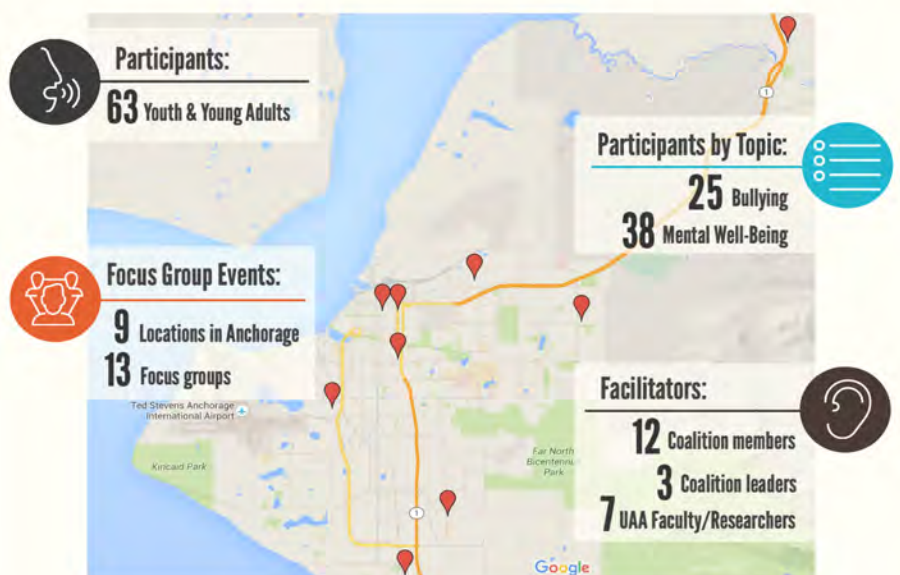 Participants:
63 Youth & Young Adults
1
Participants by Topic:
25 Bullying
38 Mental Well-Being
Focus Group Events:
9 Locations in Anchorage
13 Focus groups
Ted Stevens Anchorage
International Airport
Kincaid Park
Far North
Bicentennial
Park
1
Facilitators:
12 Coalition members
3 Coalition leaders
7 UAA Faculty/Researchers
Google